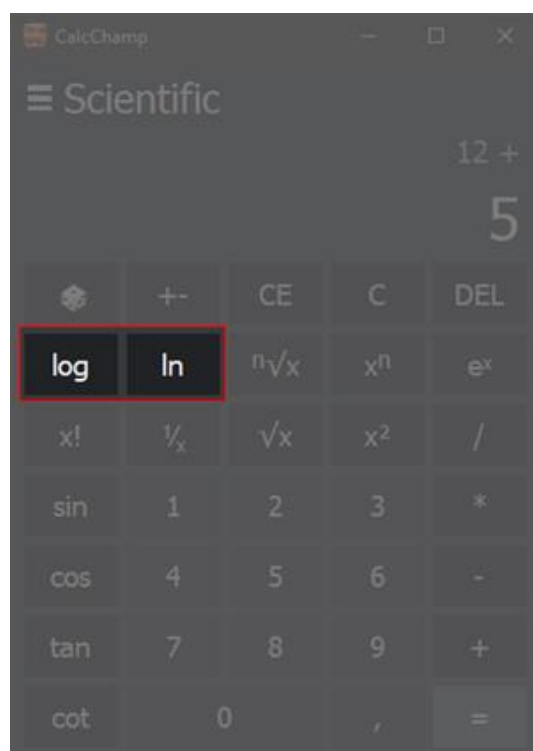 CalcChamp
Scientific
12 +
5
+- CE C DEL
log ln ⁿ√x xⁿ eˣ
x! ¹/ₓ √x x² /
sin 1 2 3 *
cos 4 5 6 -
tan 7 8 9 +
cot 0 , =